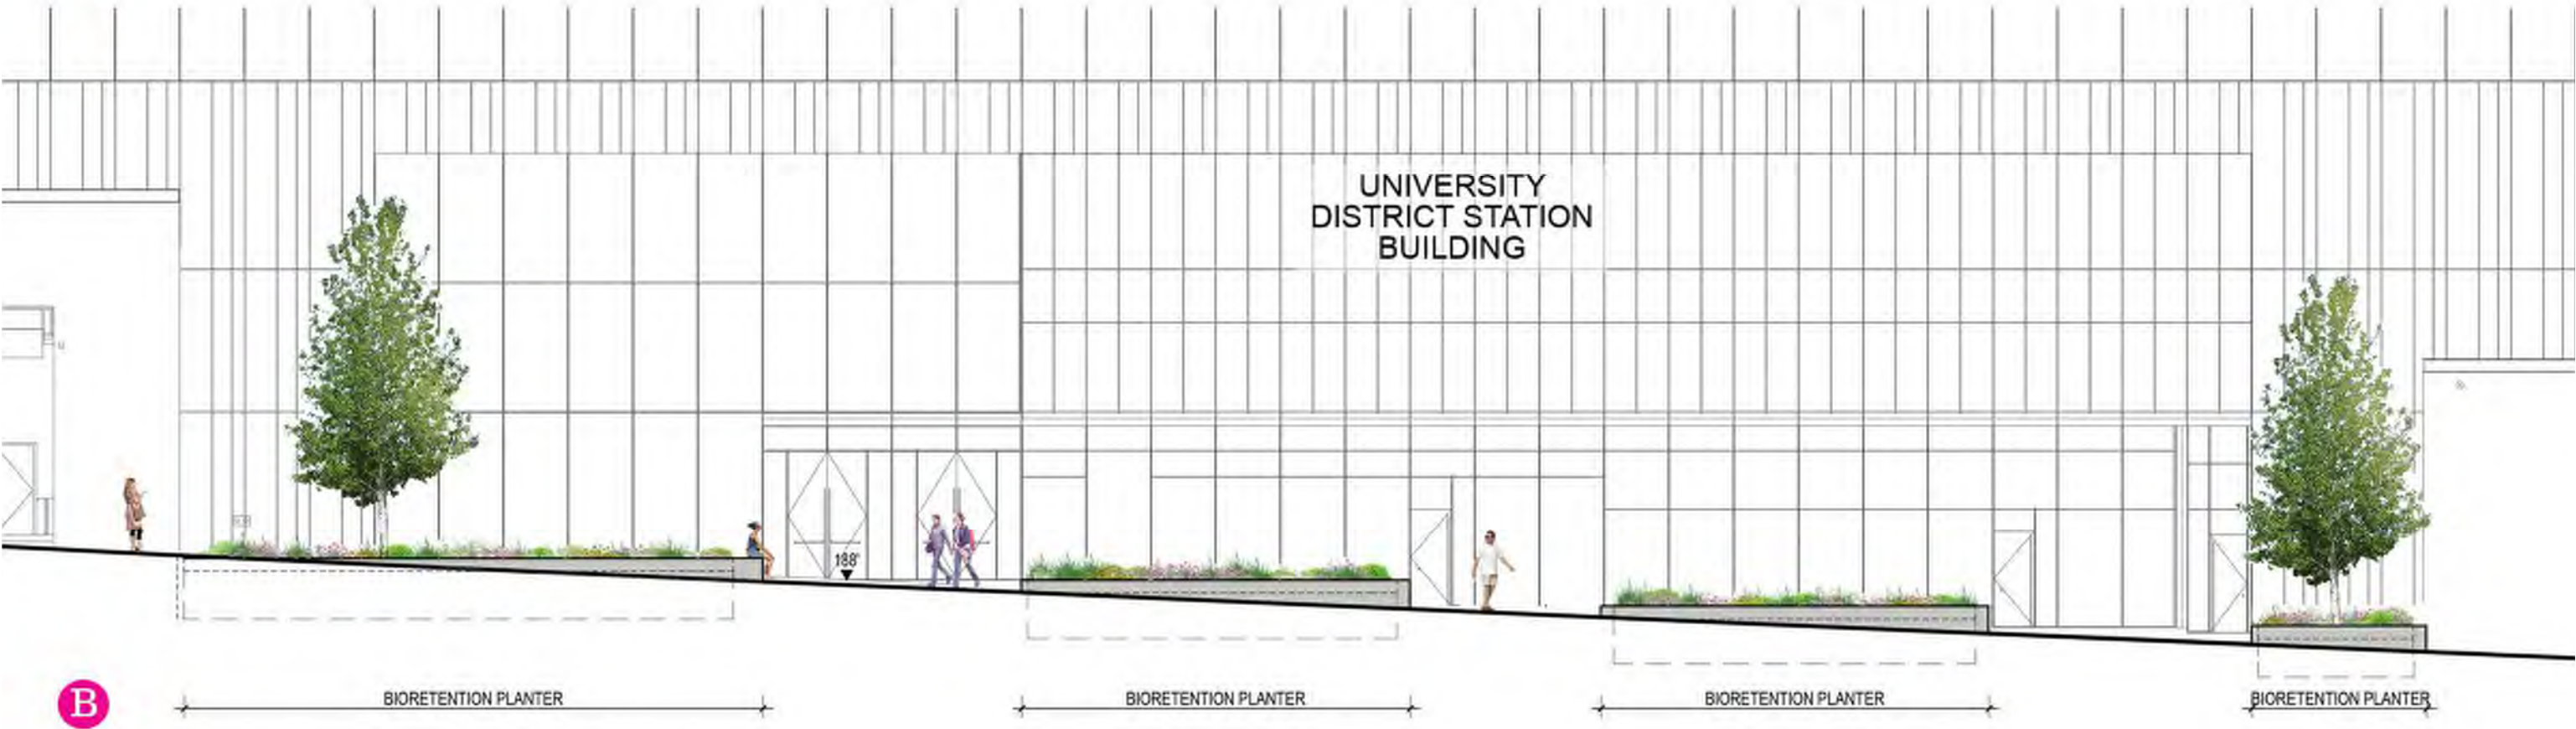 UNIVERSITY
DISTRICT STATION
BUILDING
188'
B
BIORETENTION PLANTER
BIORETENTION PLANTER
BIORETENTION PLANTER
BIORETENTION PLANTER